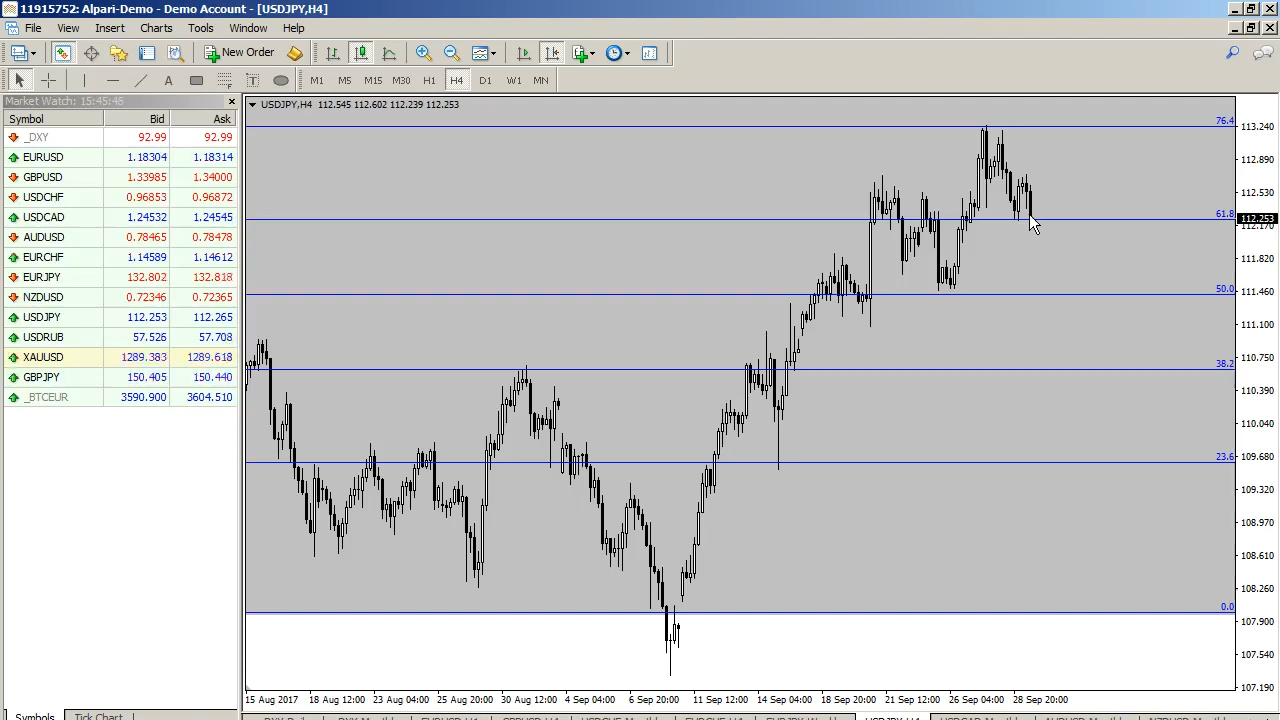 11915752: Alpari-Demo - Demo Account - [USDJPY,H4]
File View Insert Charts Tools Window Help
New Order
A T M1 M5 M15 M30 H1 H4 D1 W1 MN
Market Watch: 15:45:46
Symbol Bid Ask
_DXY 92.99 92.99
EURUSD 1.18304 1.18314
GBPUSD 1.33985 1.34000
USDCHF 0.96853 0.96872
USDCAD 1.24532 1.24545
AUDUSD 0.78465 0.78478
EURCHF 1.14589 1.14612
EURJPY 132.802 132.818
NZDUSD 0.72346 0.72365
USDJPY 112.253 112.265
USDRUB 57.526 57.708
XAUUSD 1289.383 1289.618
GBPJPY 150.405 150.440
_BTCEUR 3590.900 3604.510
Symbols Tick Chart
USDJPY,H4 112.545 112.602 112.239 112.253
76.4
61.8
50.0
38.2
23.6
0.0
113.240
112.890
112.530
112.253
112.170
111.820
111.460
111.100
110.750
110.390
110.040
109.680
109.320
108.970
108.610
108.260
107.900
107.540
107.190
15 Aug 2017 18 Aug 12:00 23 Aug 04:00 25 Aug 20:00 30 Aug 12:00 4 Sep 04:00 6 Sep 20:00 11 Sep 12:00 14 Sep 04:00 18 Sep 20:00 21 Sep 12:00 26 Sep 04:00 28 Sep 20:00